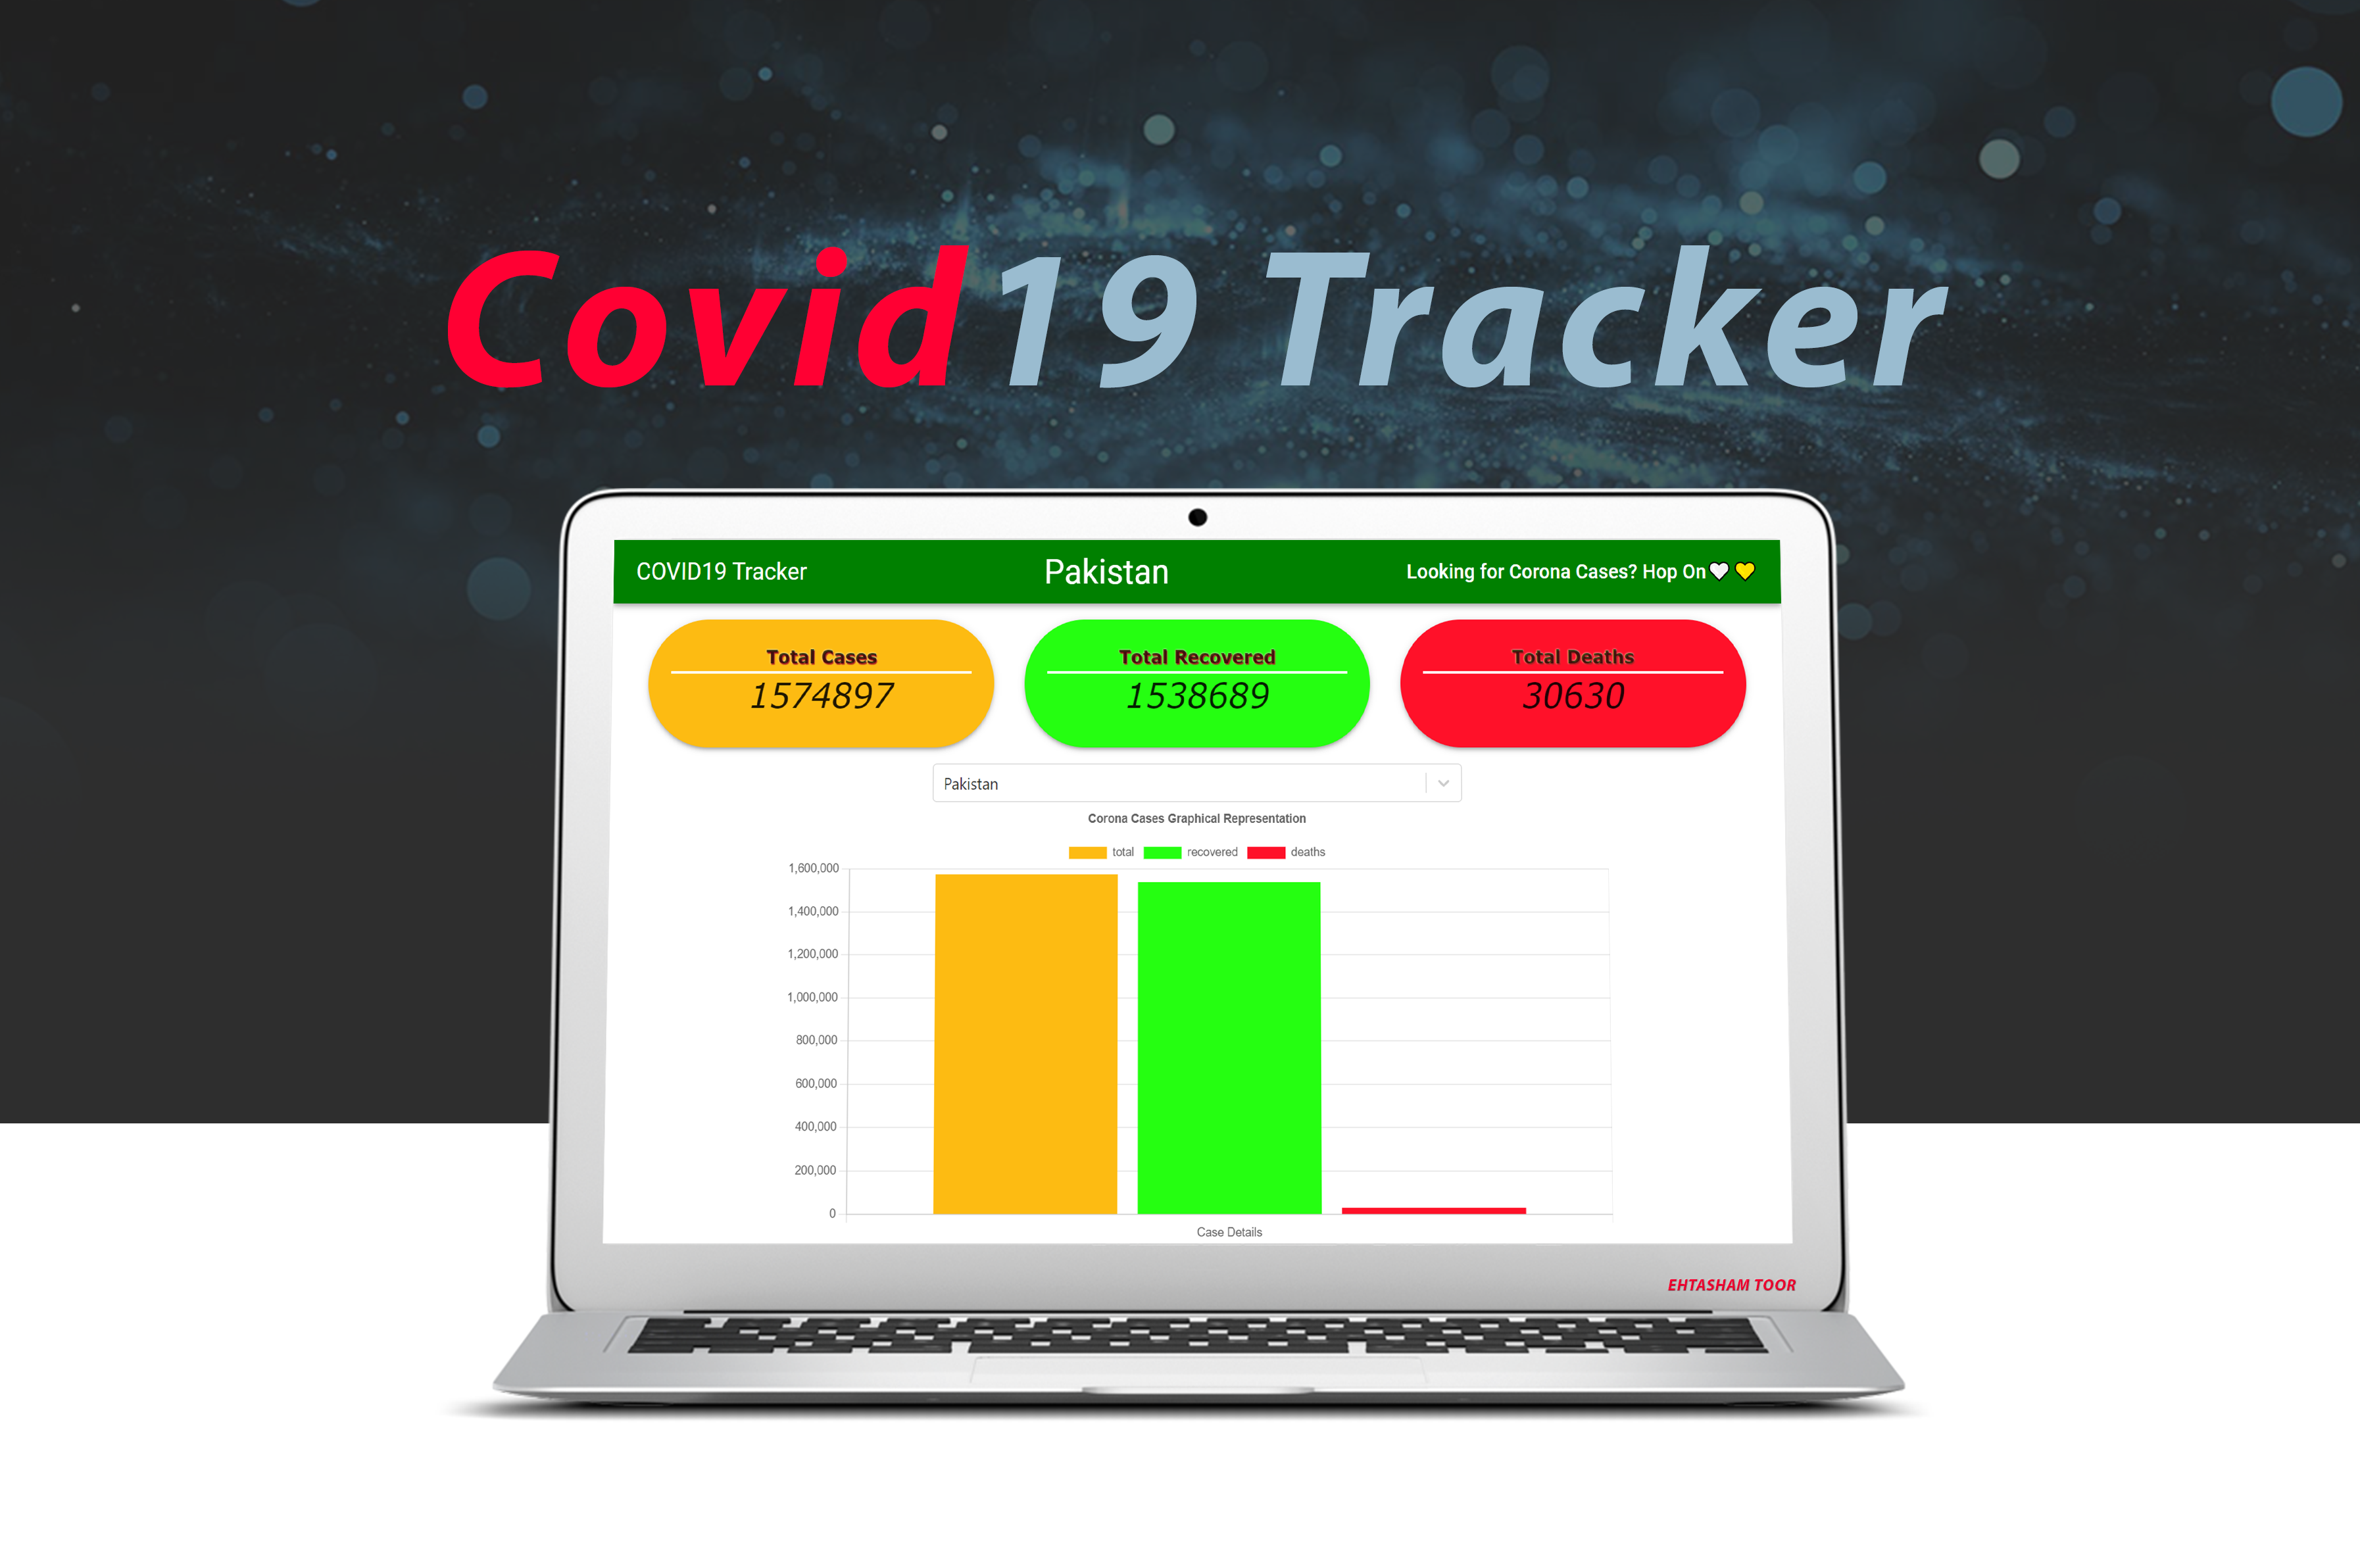 Covid19 Tracker
COVID19 Tracker Pakistan Looking for Corona Cases? Hop On
Total Cases
1574897
Total Recovered
1538689
Total Deaths
30630
Pakistan
Corona Cases Graphical Representation
total recovered deaths
1,600,000
1,400,000
1,200,000
1,000,000
800,000
600,000
400,000
200,000
0
Case Details
EHTASHAM TOOR